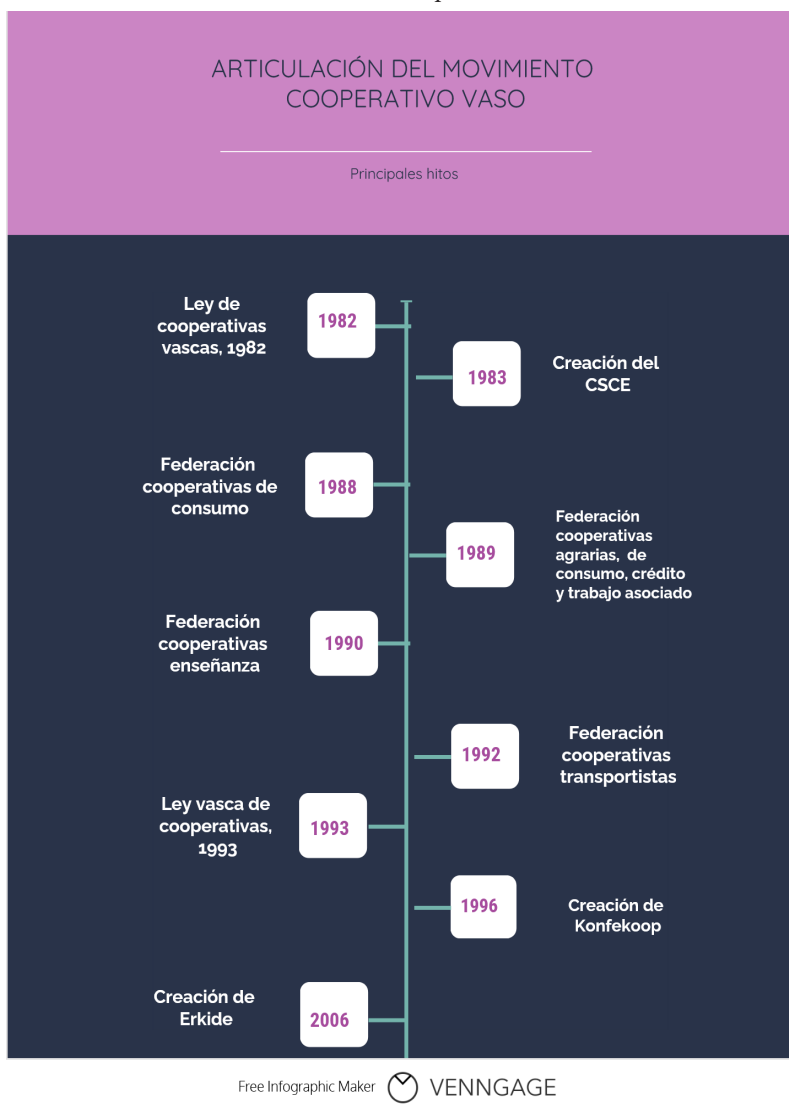 ARTICULACIÓN DEL MOVIMIENTO
COOPERATIVO VASO
Principales hitos
Ley de
cooperativas
vascas, 1982
1982
1983
Creación del
CSCE
Federación
cooperativas de
consumo
1988
1989
Federación
cooperativas
agrarias, de
consumo, crédito
y trabajo asociado
Federación
cooperativas
enseñanza
1990
1992
Federación
cooperativas
transportistas
Ley vasca de
cooperativas,
1993
1993
1996
Creación de
Konfekoop
Creación de
Erkide
2006
Free Infographic Maker VENNGAGE